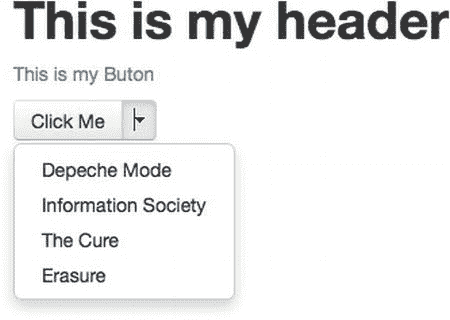 This is my header
This is my Buton
Click Me
Depeche Mode
Information Society
The Cure
Erasure